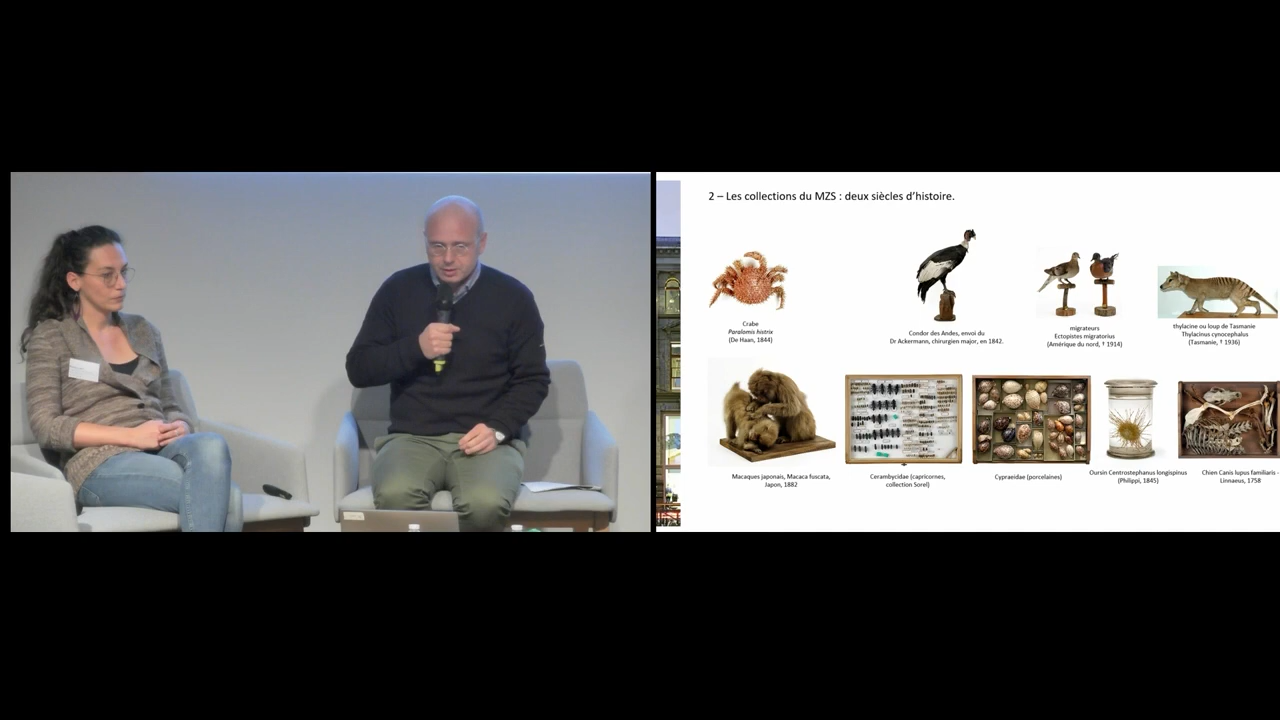 2 – Les collections du MZS : deux siècles d'histoire.
Crabe
Paralomis histrix
(De Haan, 1844)
Condor des Andes, envoi du
Dr Ackermann, chirurgien major, en 1842.
migrateurs
Ectopistes migratorius
(Amérique du nord, † 1914)
thylacine ou loup de Tasmanie
Thylacinus cynocephalus
(Tasmanie, † 1936)
Macaques japonais, Macaca fuscata,
Japon, 1882
Cerambycidae (capricornes,
collection Sorel)
Cypraeidae (porcelaines)
Oursin Centrostephanus longispinus
(Philippi, 1845)
Chien Canis lupus familiaris -
Linnaeus, 1758